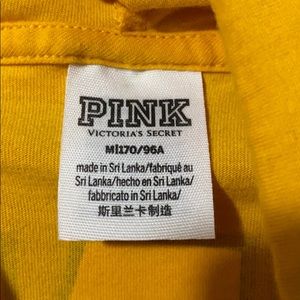 PINK
VICTORIA'S SECRET
M|170/96A
made in Sri Lanka/fabriqué au
Sri Lanka/hecho en Sri Lanka/
fabbricato in Sri Lanka/
斯里兰卡制造